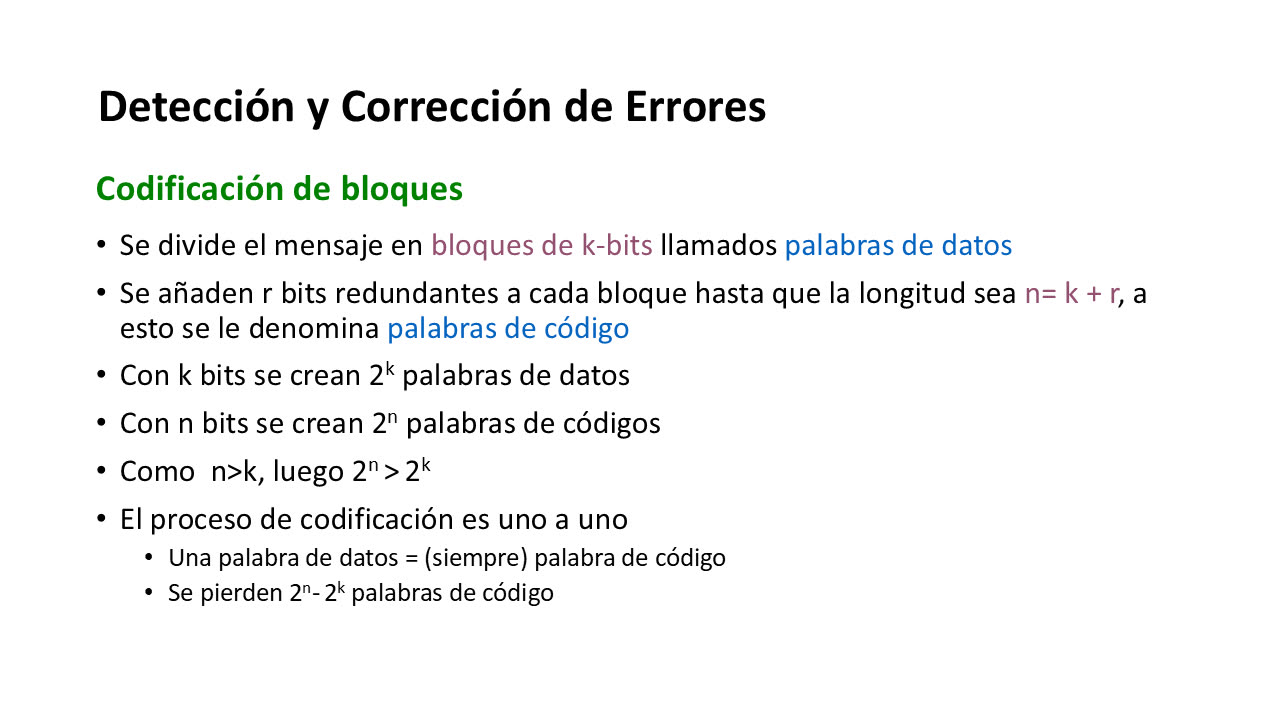 Detección y Corrección de Errores
Codificación de bloques
• Se divide el mensaje en bloques de k-bits llamados palabras de datos
• Se añaden r bits redundantes a cada bloque hasta que la longitud sea n= k + r, a
esto se le denomina palabras de código
• Con k bits se crean 2ᵏ palabras de datos
• Con n bits se crean 2ⁿ palabras de códigos
• Como  n>k, luego 2ⁿ > 2ᵏ
• El proceso de codificación es uno a uno
• Una palabra de datos = (siempre) palabra de código
• Se pierden 2ⁿ- 2ᵏ palabras de código